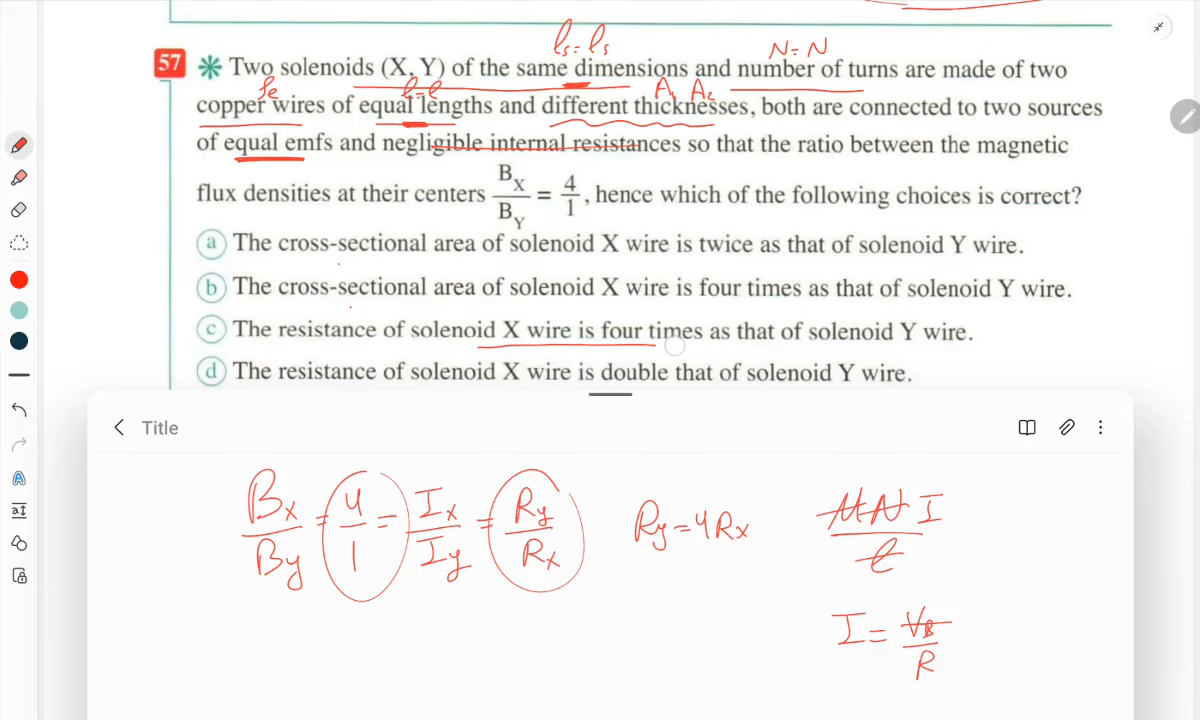 ls = ls
N = N
57 * Two solenoids (X, Y) of the same dimensions and number of turns are made of two
ρe l = l A₁ A₂
copper wires of equal lengths and different thicknesses, both are connected to two sources
of equal emfs and negligible internal resistances so that the ratio between the magnetic
flux densities at their centers B_X/B_Y = 4/1, hence which of the following choices is correct?
a The cross-sectional area of solenoid X wire is twice as that of solenoid Y wire.
b The cross-sectional area of solenoid X wire is four times as that of solenoid Y wire.
c The resistance of solenoid X wire is four times as that of solenoid Y wire.
d The resistance of solenoid X wire is double that of solenoid Y wire.
Title
Bx/By = 4/1 = Ix/Iy = Ry/Rx Ry = 4Rx MNI/l
I = VB/R